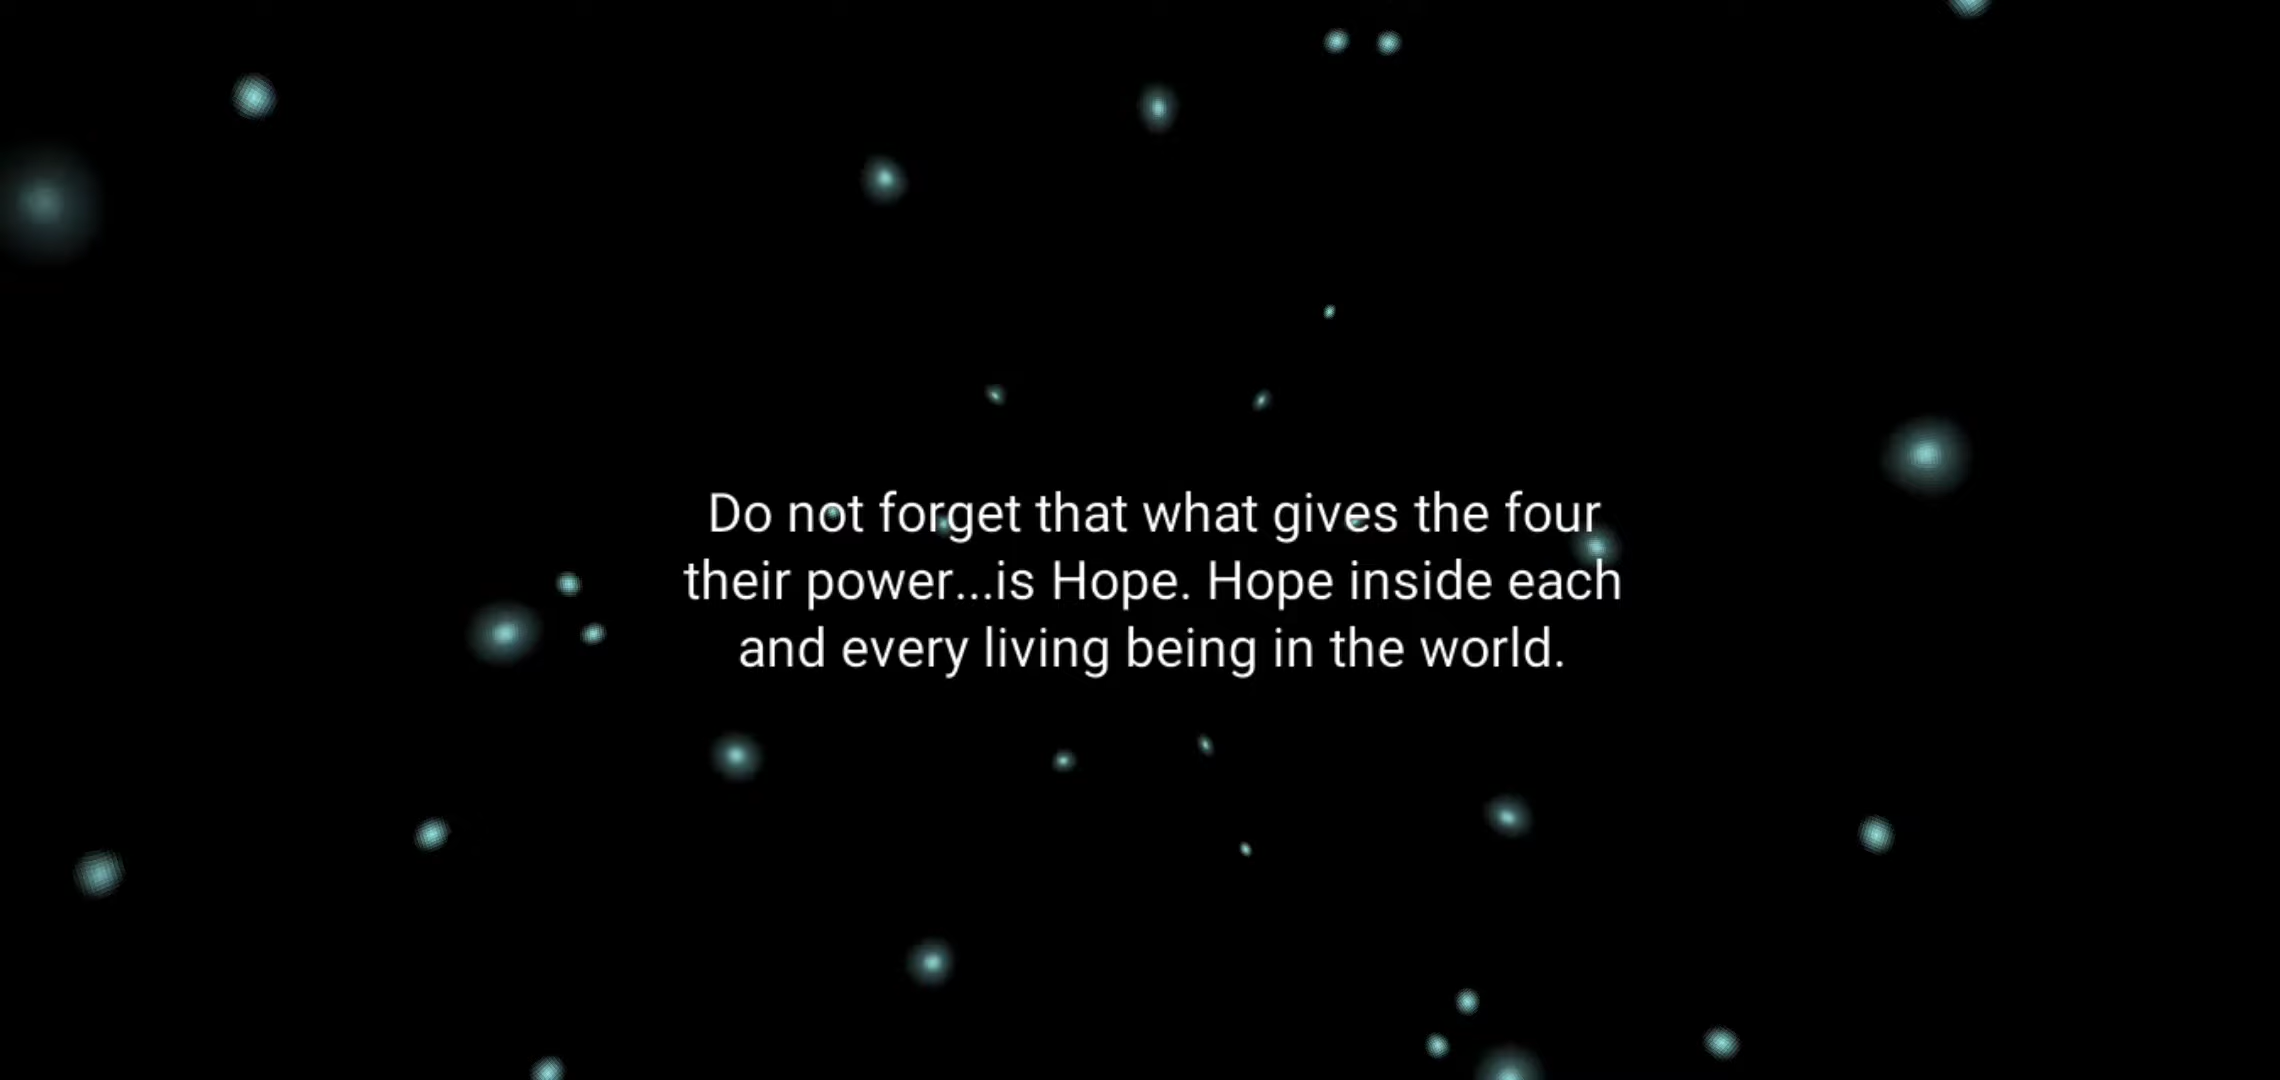 Do not forget that what gives the four
their power...is Hope. Hope inside each
and every living being in the world.